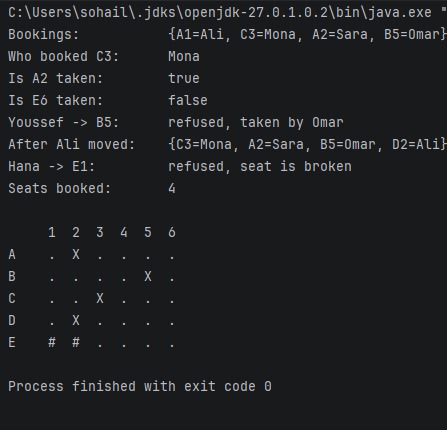 C:\Users\sohail\.jdks\openjdk-27.0.1.0.2\bin\java.exe "
Bookings:           {A1=Ali, C3=Mona, A2=Sara, B5=Omar}
Who booked C3:      Mona
Is A2 taken:        true
Is E6 taken:        false
Youssef -> B5:      refused, taken by Omar
After Ali moved:    {C3=Mona, A2=Sara, B5=Omar, D2=Ali}
Hana -> E1:         refused, seat is broken
Seats booked:       4
     1  2  3  4  5  6
A    .  X  .  .  .  .
B    .  .  .  .  X  .
C    .  .  X  .  .  .
D    .  X  .  .  .  .
E    #  #  .  .  .  .
Process finished with exit code 0